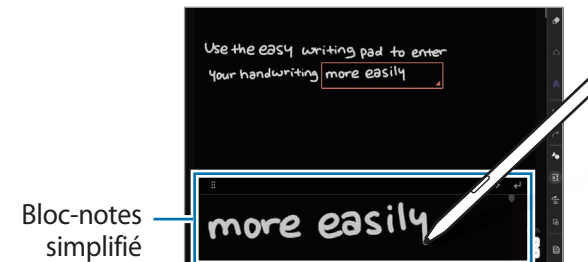 Use the easy writing pad to enter
your handwriting more easily
Bloc-notes
simplifié
more easily